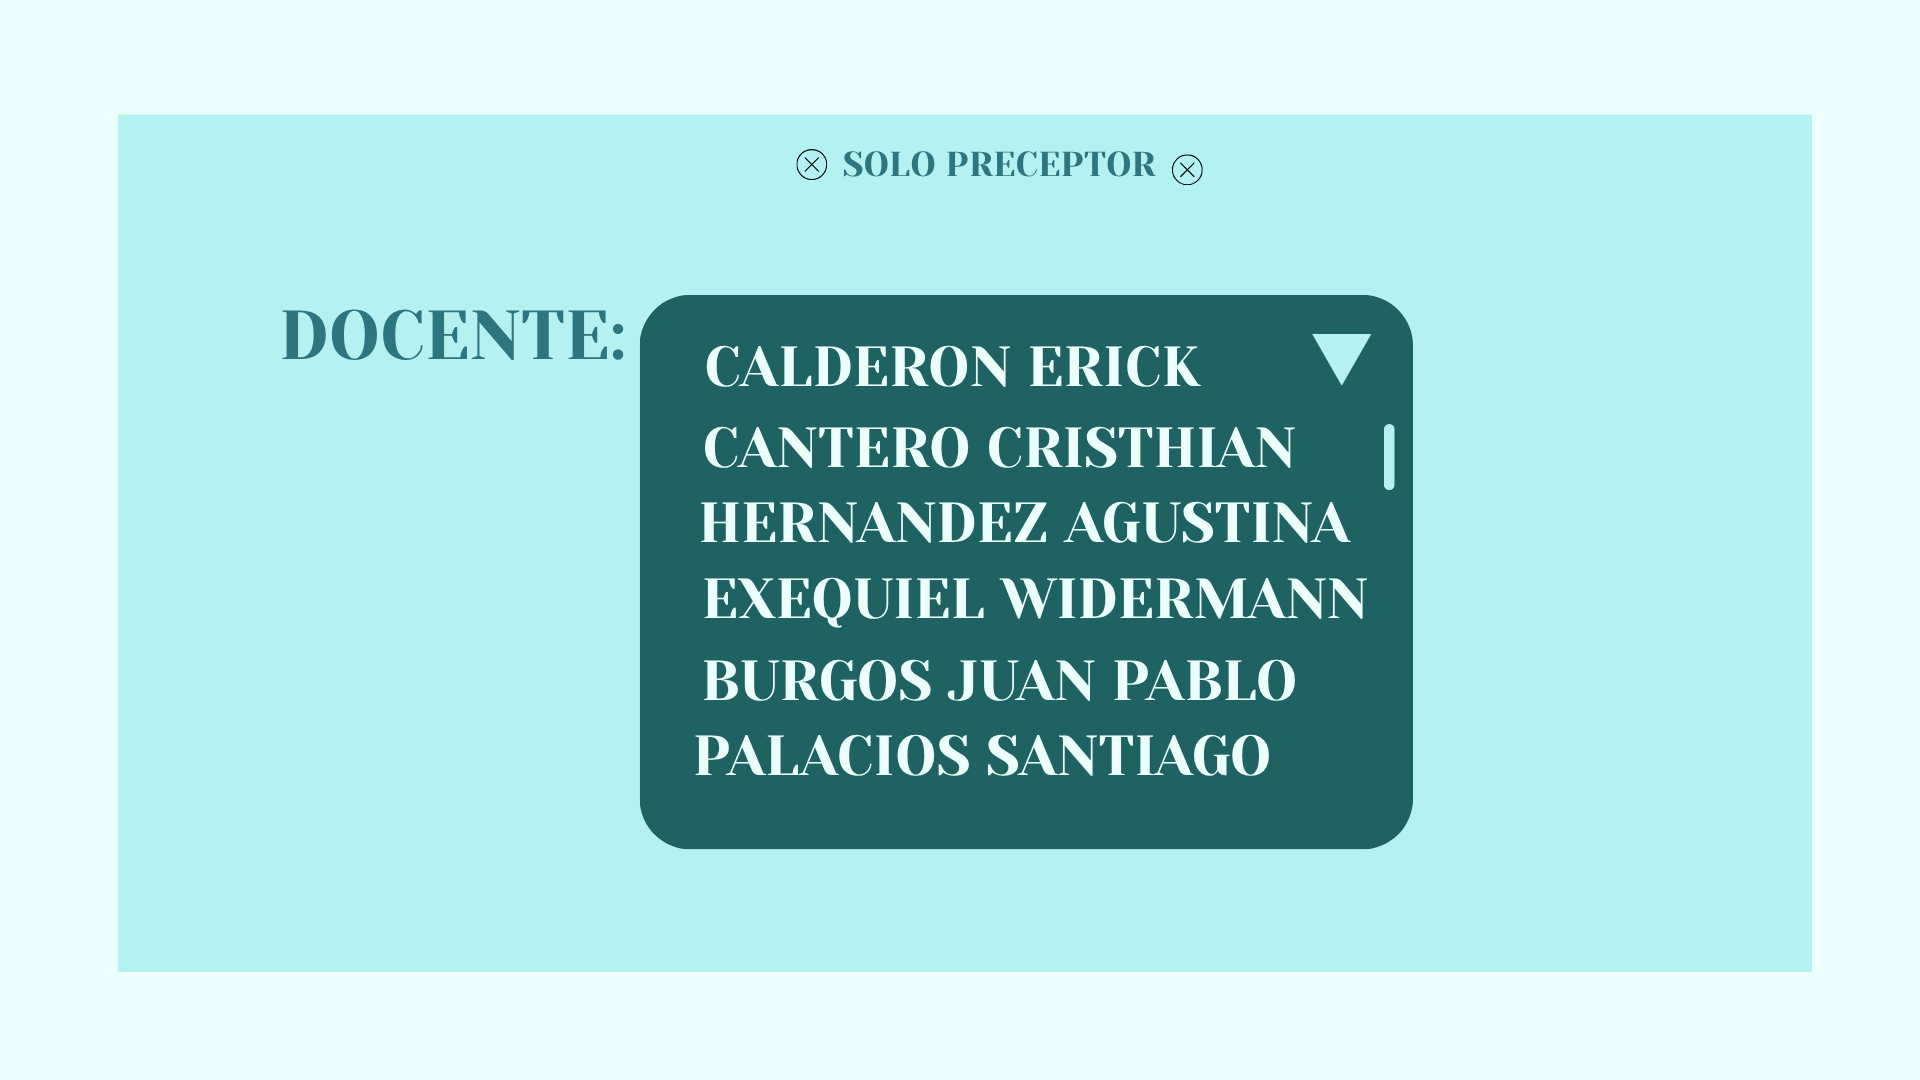 SOLO PRECEPTOR
DOCENTE:
CALDERON ERICK
CANTERO CRISTHIAN
HERNANDEZ AGUSTINA
EXEQUIEL WIDERMANN
BURGOS JUAN PABLO
PALACIOS SANTIAGO